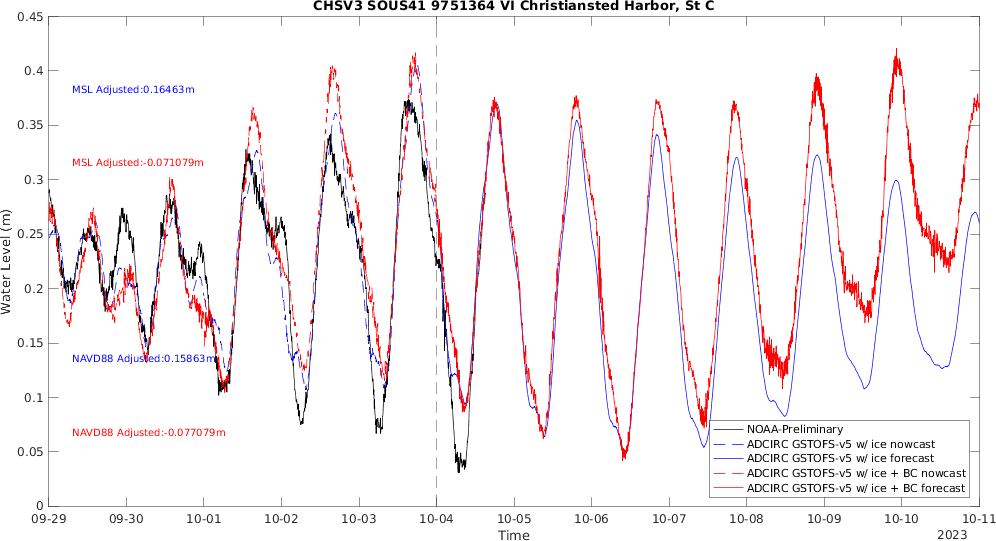 CHSV3 SOUS41 9751364 VI Christiansted Harbor, St C
0.45
0.4
0.35
0.3
0.25
0.2
0.15
0.1
0.05
0
Water Level (m)
MSL Adjusted:0.16463m
MSL Adjusted:-0.071079m
NAVD88 Adjusted:0.15863m
NAVD88 Adjusted:-0.077079m
NOAA-Preliminary
ADCIRC GSTOFS-v5 w/ ice nowcast
ADCIRC GSTOFS-v5 w/ ice forecast
ADCIRC GSTOFS-v5 w/ ice + BC nowcast
ADCIRC GSTOFS-v5 w/ ice + BC forecast
09-29 09-30 10-01 10-02 10-03 10-04 10-05 10-06 10-07 10-08 10-09 10-10 10-11
Time
2023